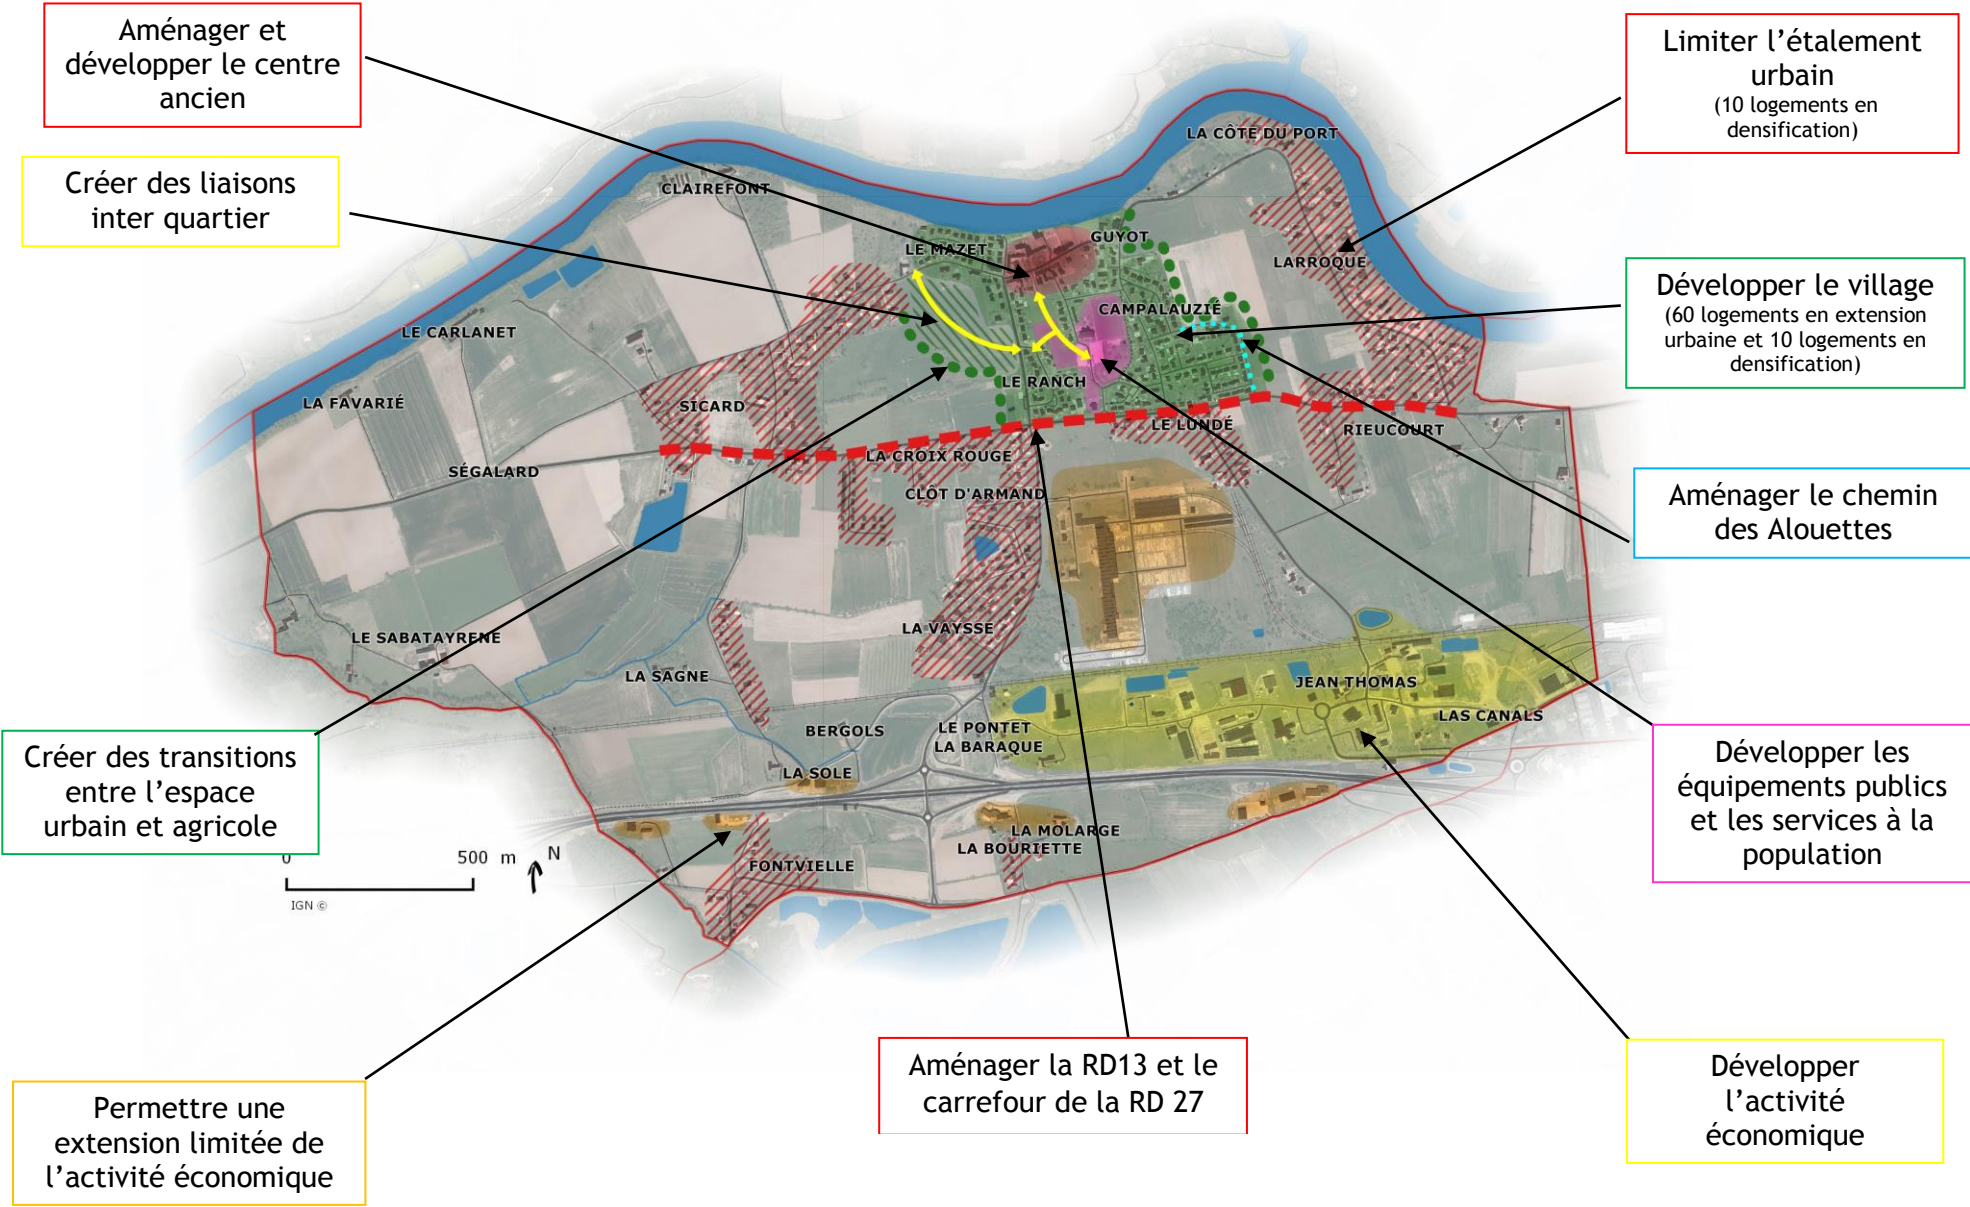 Aménager et
développer le centre
ancien
Limiter l’étalement
urbain
(10 logements en
densification)
Créer des liaisons
inter quartier
Développer le village
(60 logements en extension
urbaine et 10 logements en
densification)
Aménager le chemin
des Alouettes
Créer des transitions
entre l’espace
urbain et agricole
Développer les
équipements publics
et les services à la
population
Permettre une
extension limitée de
l’activité économique
Aménager la RD13 et le
carrefour de la RD 27
Développer
l’activité
économique
LA CÔTE DU PORT
CLAIREFONT
LE MAZET
GUYOT
LARROQUE
CAMPALAUZIÉ
LE CARLANET
LE RANCH
LA FAVARIÉ
SICARD
LE LUNDÉ
RIEUCOURT
LA CROIX ROUGE
SÉGALARD
CLÔT D'ARMAND
LA VAYSSE
LE SABATAYRENE
LA SAGNE
JEAN THOMAS
LAS CANALS
BERGOLS
LE PONTET
LA BARAQUE
LA SOLE
LA MOLARGE
LA BOURIETTE
FONTVIELLE
0
500 m
N
IGN ©